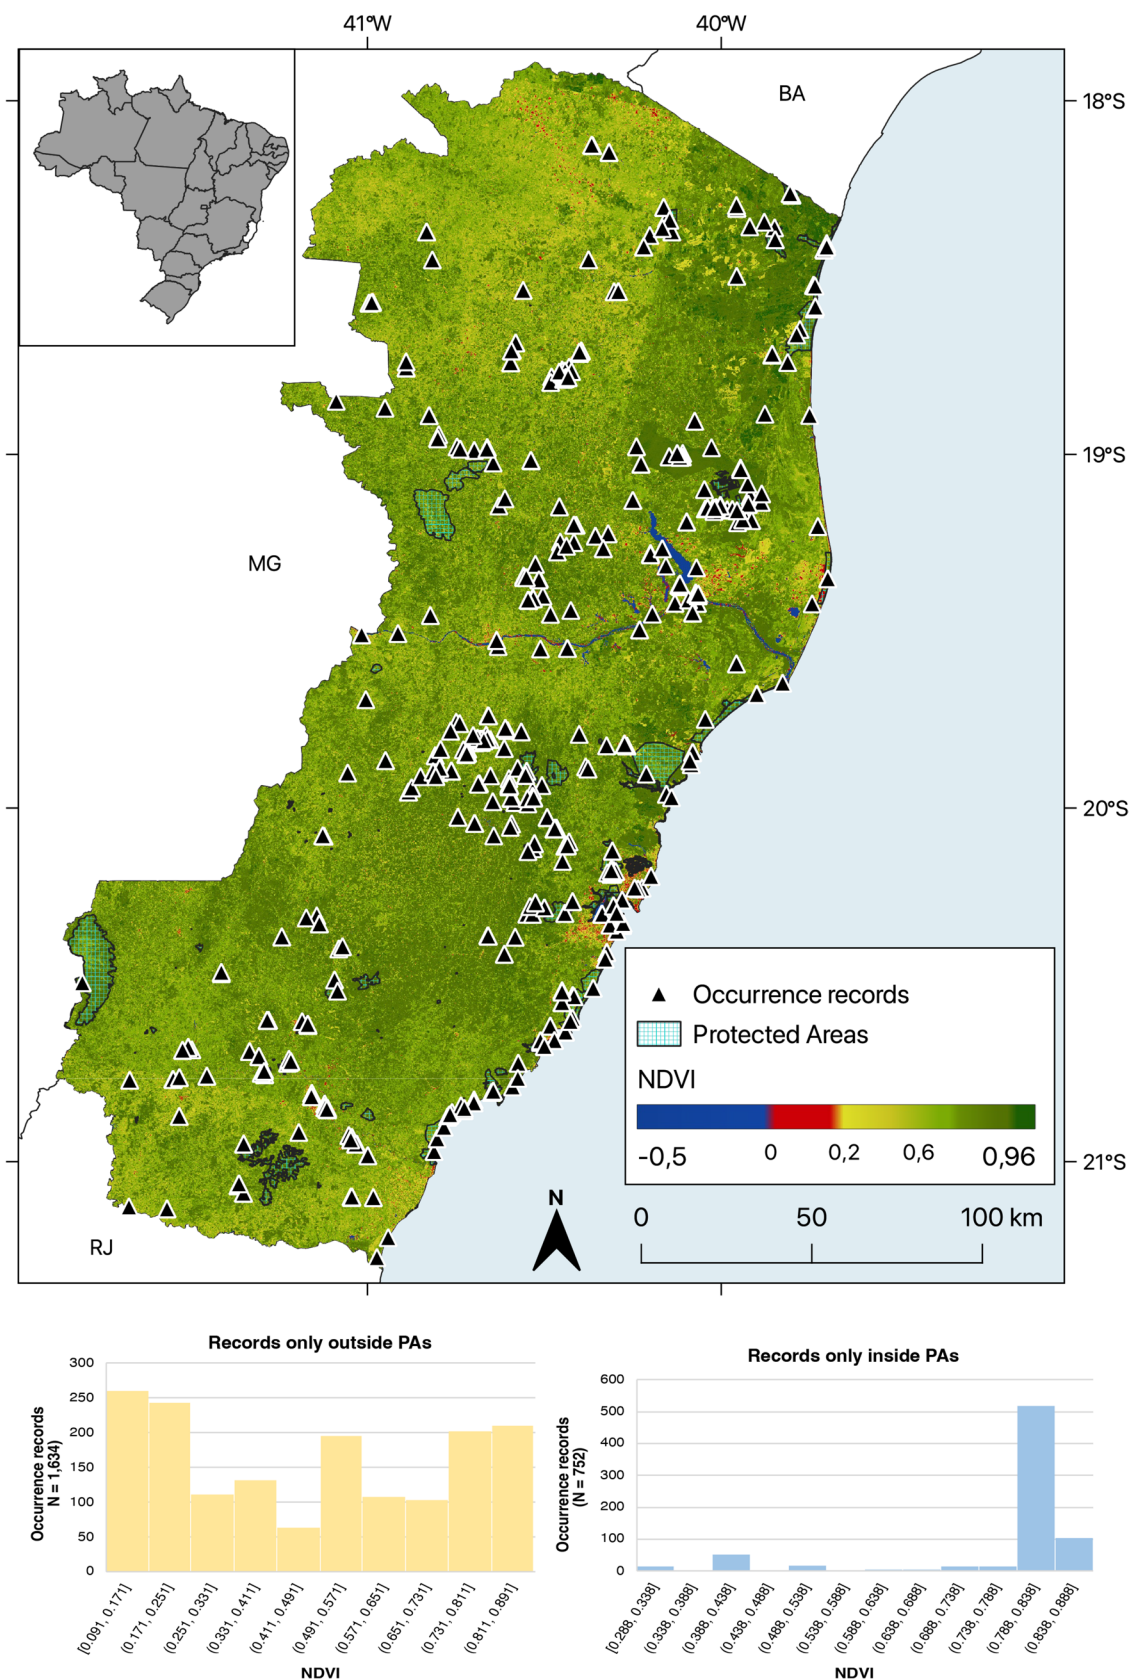 41°W 40°W
BA
18°S
19°S
MG
20°S
Occurrence records
Protected Areas
NDVI
-0,5 0 0,2 0,6 0,96
21°S
N
0 50 100 km
RJ
Records only outside PAs
300
250
200
150
100
50
0
Occurrence records
N = 1,634)
[0.091, 0.171] (0.171, 0.251] (0.251, 0.331] (0.331, 0.411] (0.411, 0.491] (0.491, 0.571] (0.571, 0.651] (0.651, 0.731] (0.731, 0.811] (0.811, 0.891]
NDVI
Records only inside PAs
600
500
400
300
200
100
0
Occurrence records
(N = 752)
[0.288, 0.338] (0.338, 0.388] (0.388, 0.438] (0.438, 0.488] (0.488, 0.538] (0.538, 0.588] (0.588, 0.638] (0.638, 0.688] (0.688, 0.738] (0.738, 0.788] (0.788, 0.838] (0.838, 0.888]
NDVI